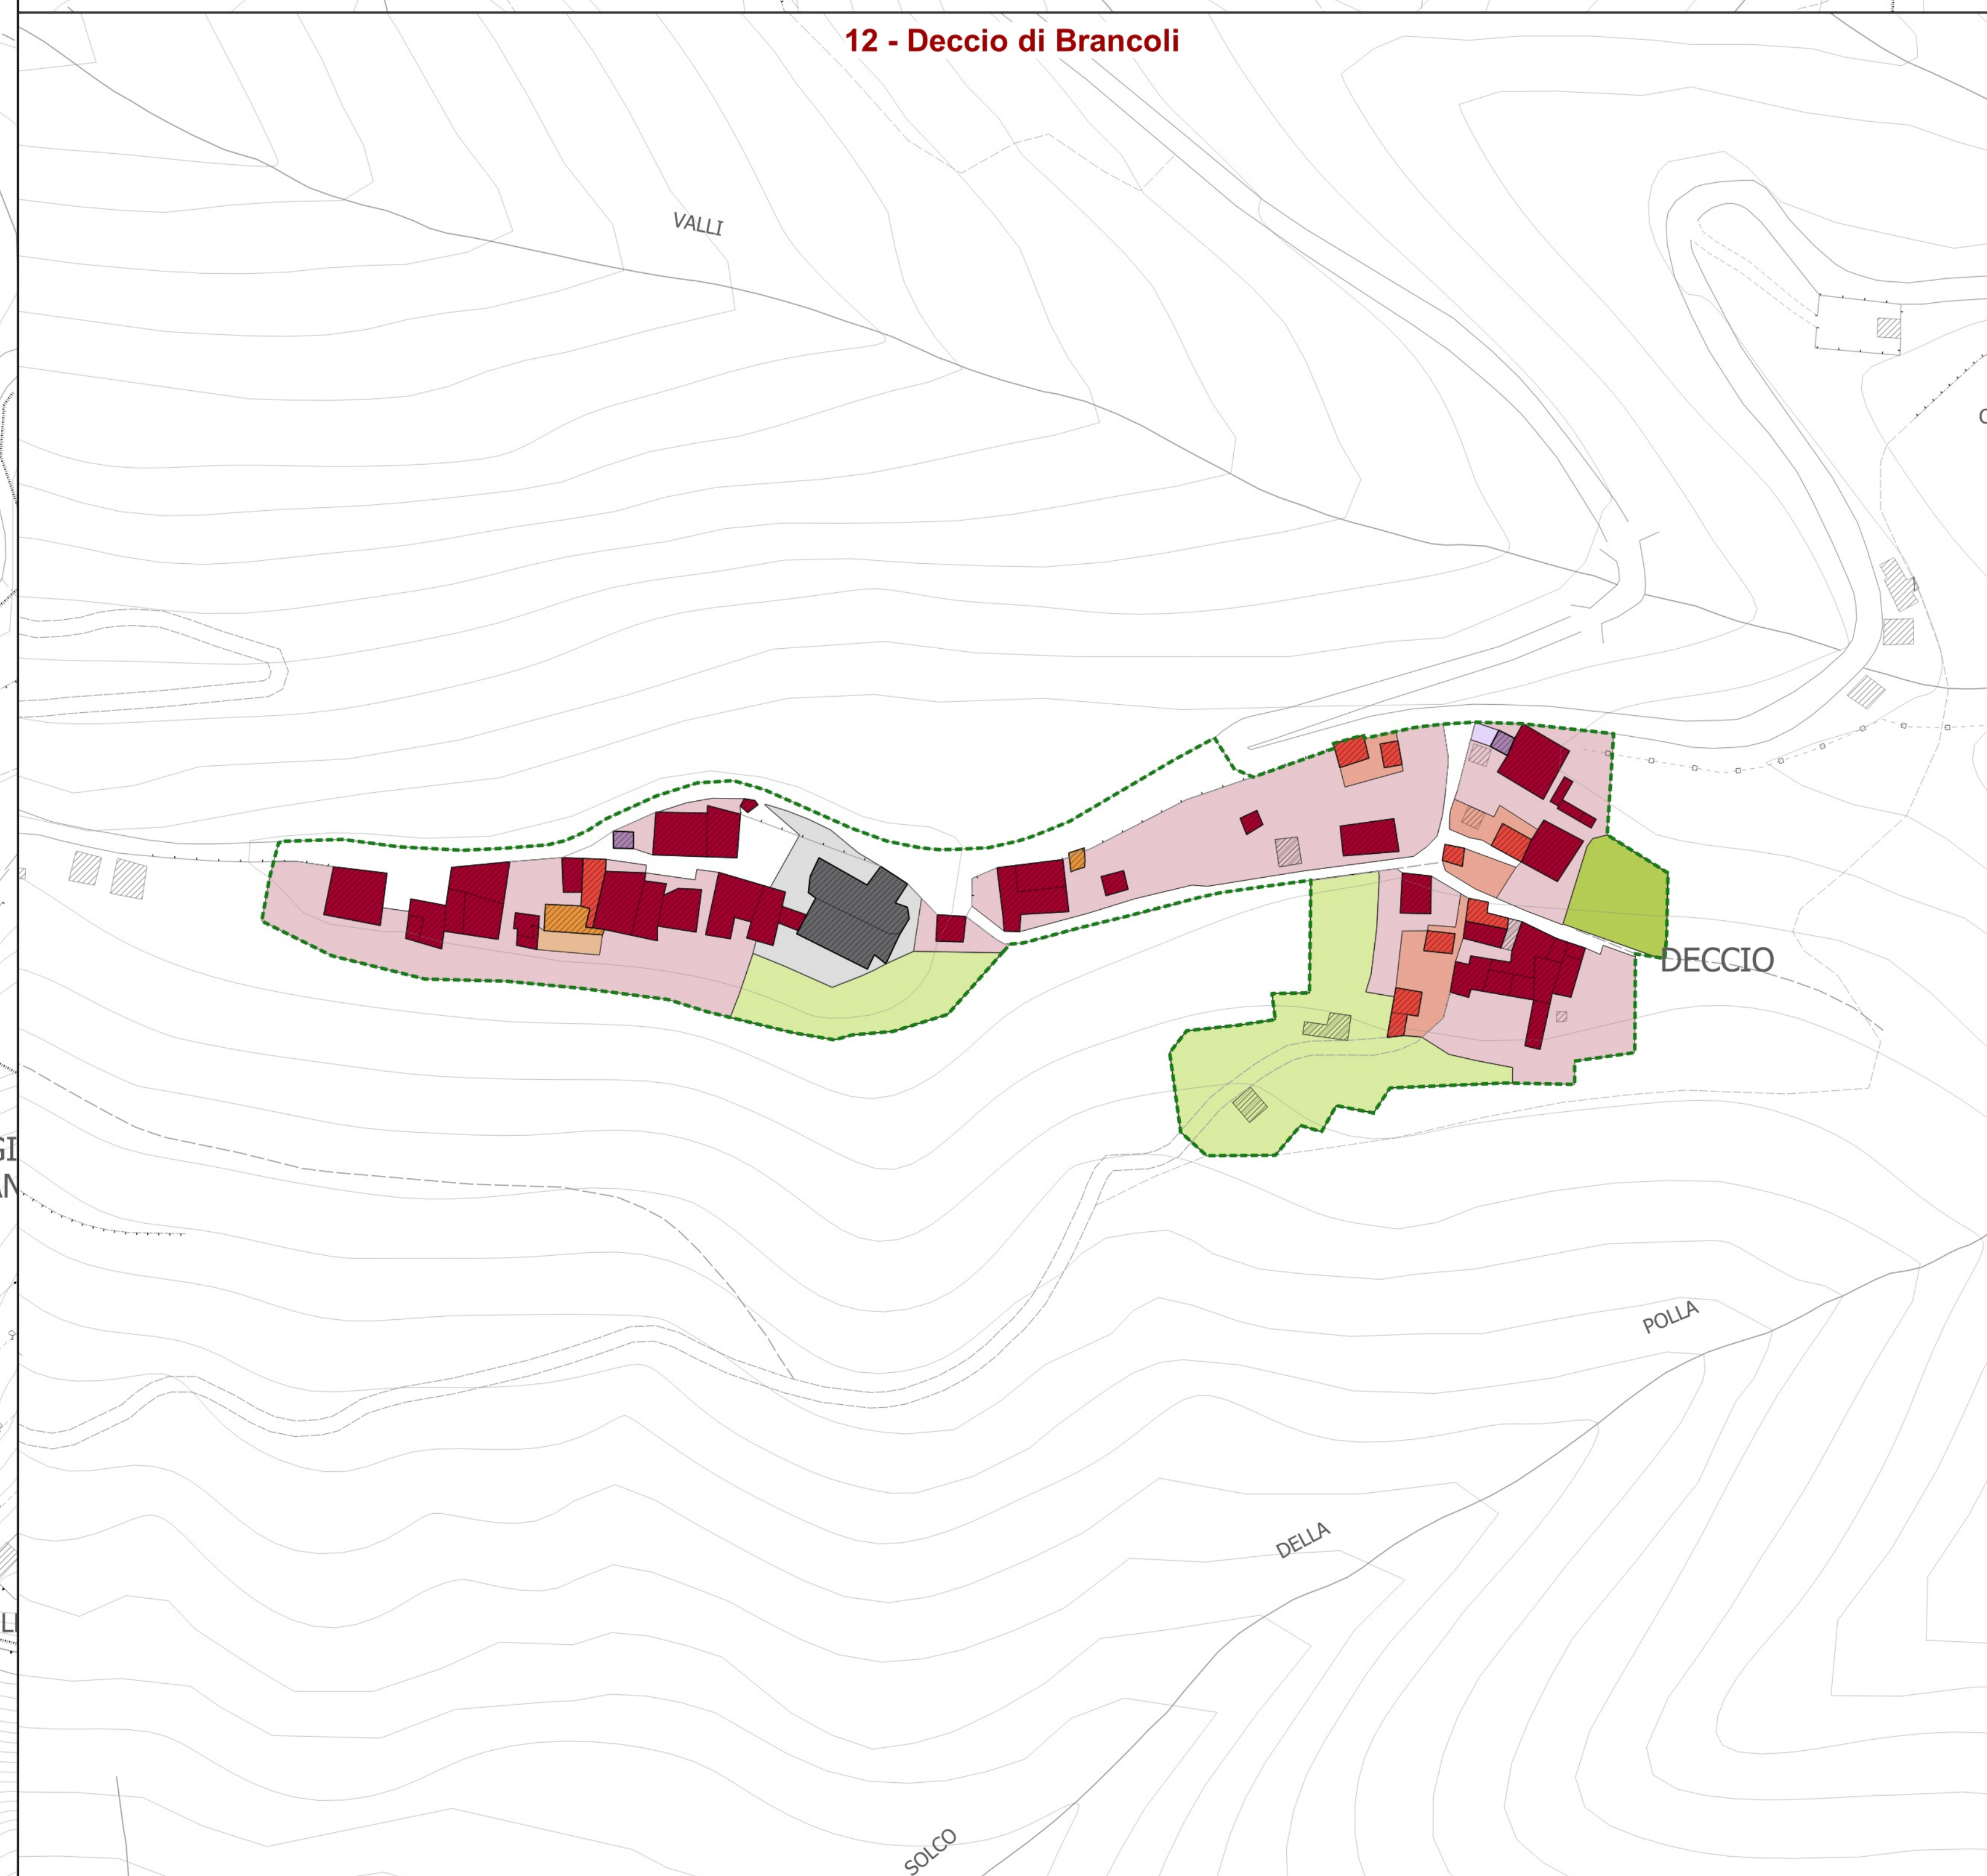 12 - Deccio di Brancoli
VALLI
DECCIO
POLLA
DELLA
SOLCO